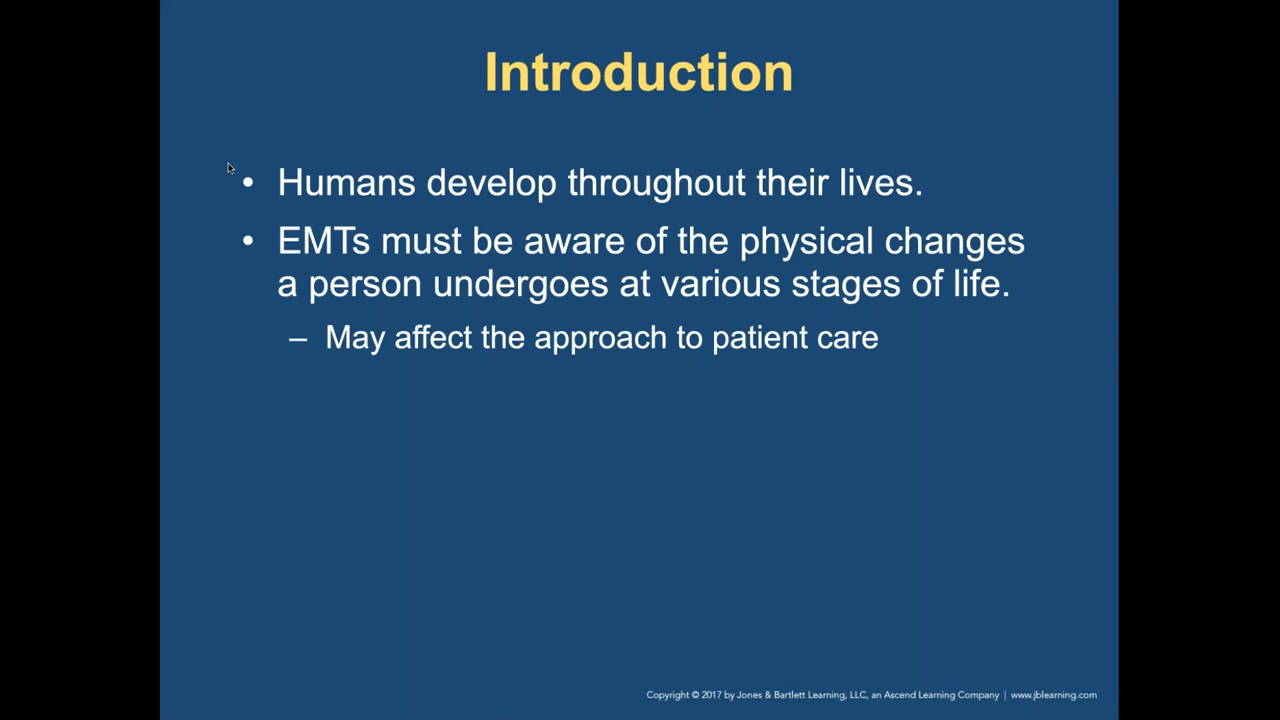 Introduction
• Humans develop throughout their lives.
• EMTs must be aware of the physical changes
a person undergoes at various stages of life.
– May affect the approach to patient care
Copyright © 2017 by Jones & Bartlett Learning, LLC, an Ascend Learning Company | www.jblearning.com